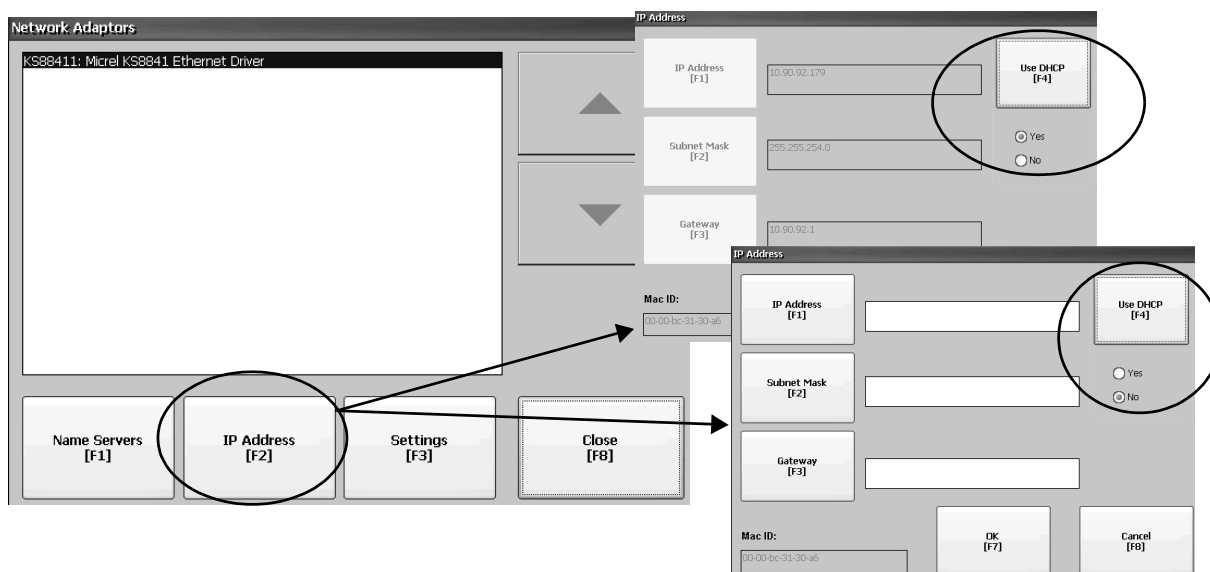 Network Adaptors
KS88411: Micrel KS8841 Ethernet Driver
Name Servers
[F1]
IP Address
[F2]
Settings
[F3]
Close
[F8]
IP Address
IP Address
[F1]
10.90.92.179
Use DHCP
[F4]
Yes
No
Subnet Mask
[F2]
255.255.254.0
Gateway
[F3]
10.90.92.1
Mac ID:
00-00-bc-31-30-a6
IP Address
IP Address
[F1]
Use DHCP
[F4]
Yes
No
Subnet Mask
[F2]
Gateway
[F3]
Mac ID:
00-00-bc-31-30-a6
OK
[F7]
Cancel
[F8]